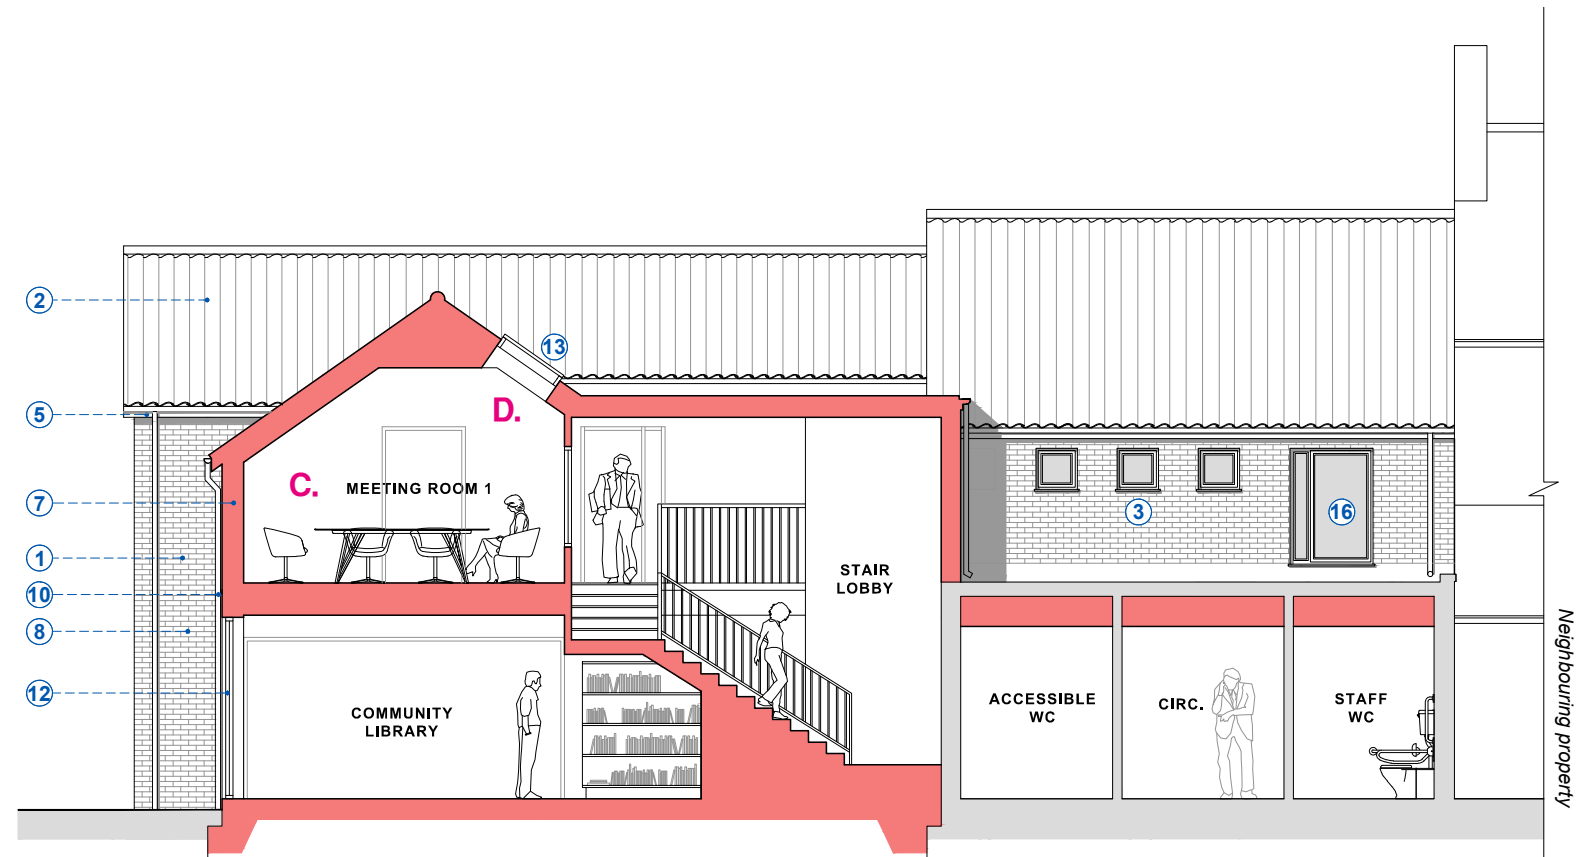 2
13
5
D.
C.
MEETING ROOM 1
7
3
16
1
STAIR
LOBBY
10
8
12
ACCESSIBLE
WC
CIRC.
STAFF
WC
COMMUNITY
LIBRARY
Neighbouring property